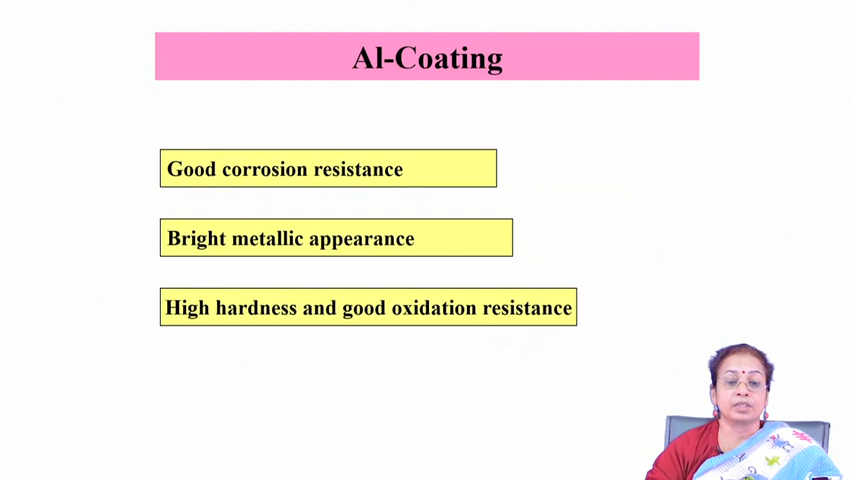 Al-Coating
Good corrosion resistance
Bright metallic appearance
High hardness and good oxidation resistance